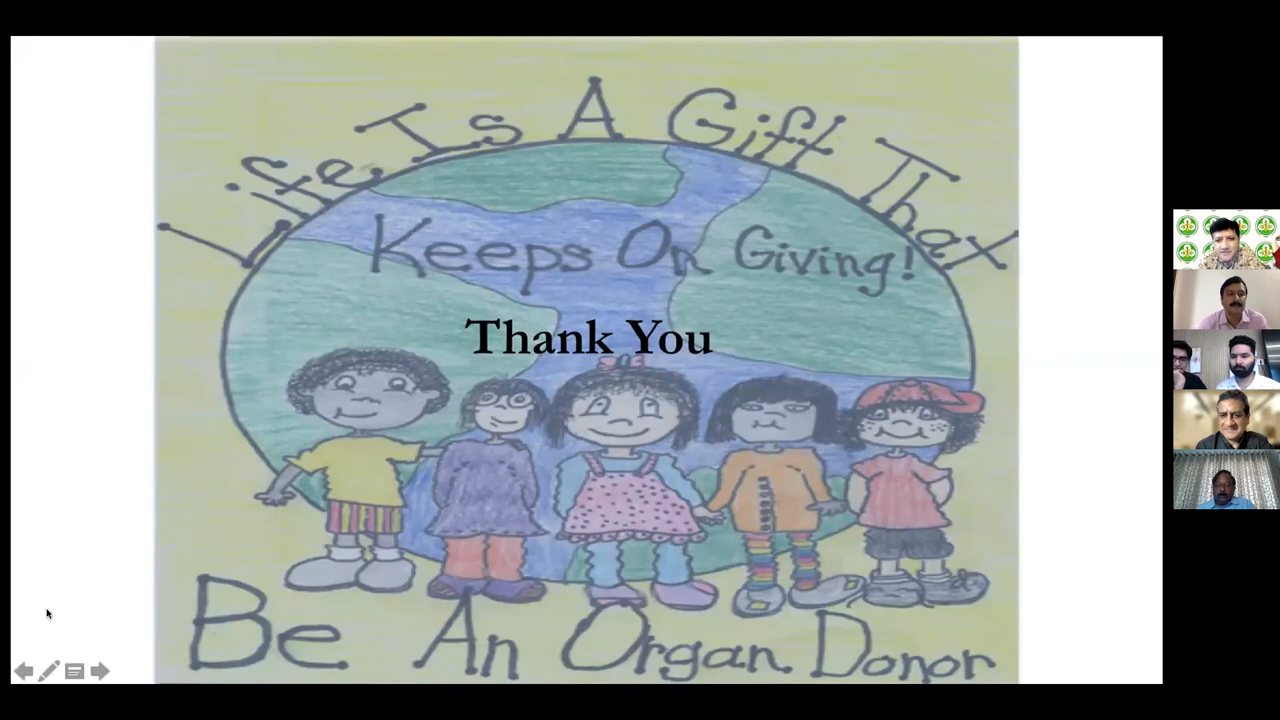 Life Is A Gift That
Keeps On Giving!
Thank You
Be An Organ Donor